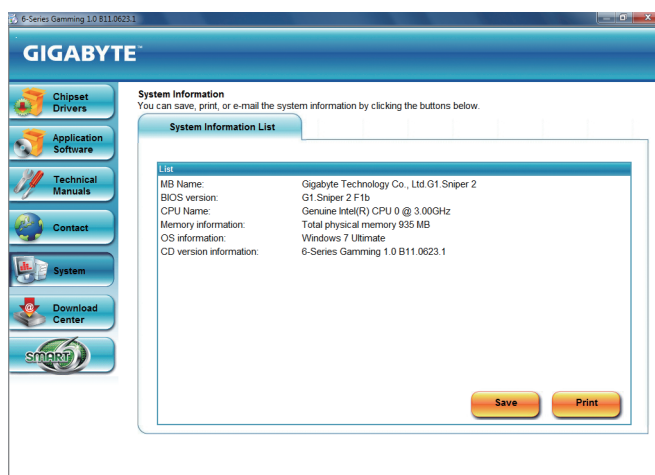 6-Series Gamming 1.0 B11.0623.1
GIGABYTE™
Chipset
Drivers
Application
Software
Technical
Manuals
Contact
System
Download
Center
SMART6
System Information
You can save, print, or e-mail the system information by clicking the buttons below.
System Information List
List
MB Name: Gigabyte Technology Co., Ltd.G1.Sniper 2
BIOS version: G1.Sniper 2 F1b
CPU Name: Genuine Intel(R) CPU 0 @ 3.00GHz
Memory information: Total physical memory 935 MB
OS information: Windows 7 Ultimate
CD version information: 6-Series Gamming 1.0 B11.0623.1
Save Print